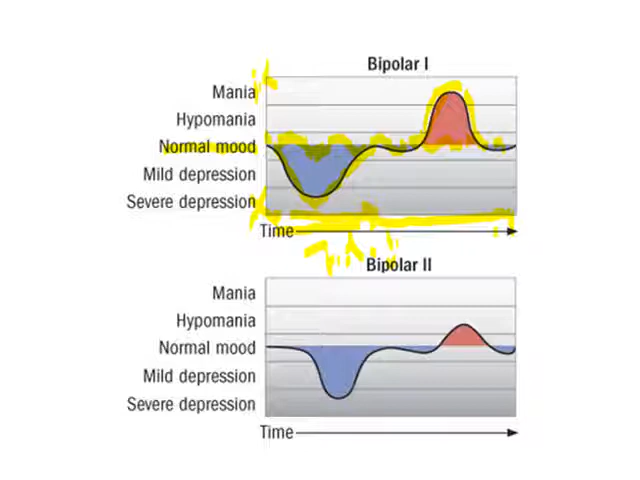 Bipolar I
Mania
Hypomania
Normal mood
Mild depression
Severe depression
Time
Bipolar II
Mania
Hypomania
Normal mood
Mild depression
Severe depression
Time